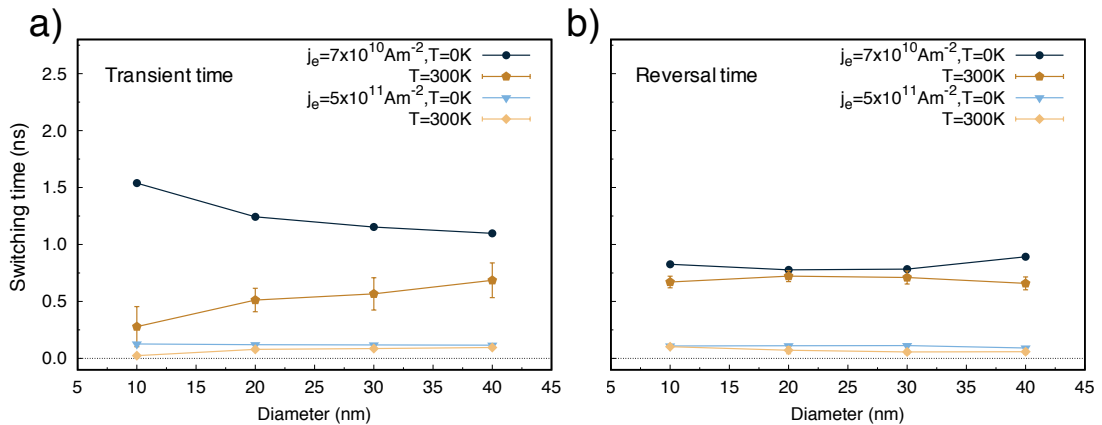 a)
Transient time
j_e=7x10^10Am^-2,T=0K
T=300K
j_e=5x10^11Am^-2,T=0K
T=300K
Switching time (ns)
2.5
2.0
1.5
1.0
0.5
0.0
5 10 15 20 25 30 35 40 45
Diameter (nm)
b)
Reversal time
j_e=7x10^10Am^-2,T=0K
T=300K
j_e=5x10^11Am^-2,T=0K
T=300K
5 10 15 20 25 30 35 40 45
Diameter (nm)